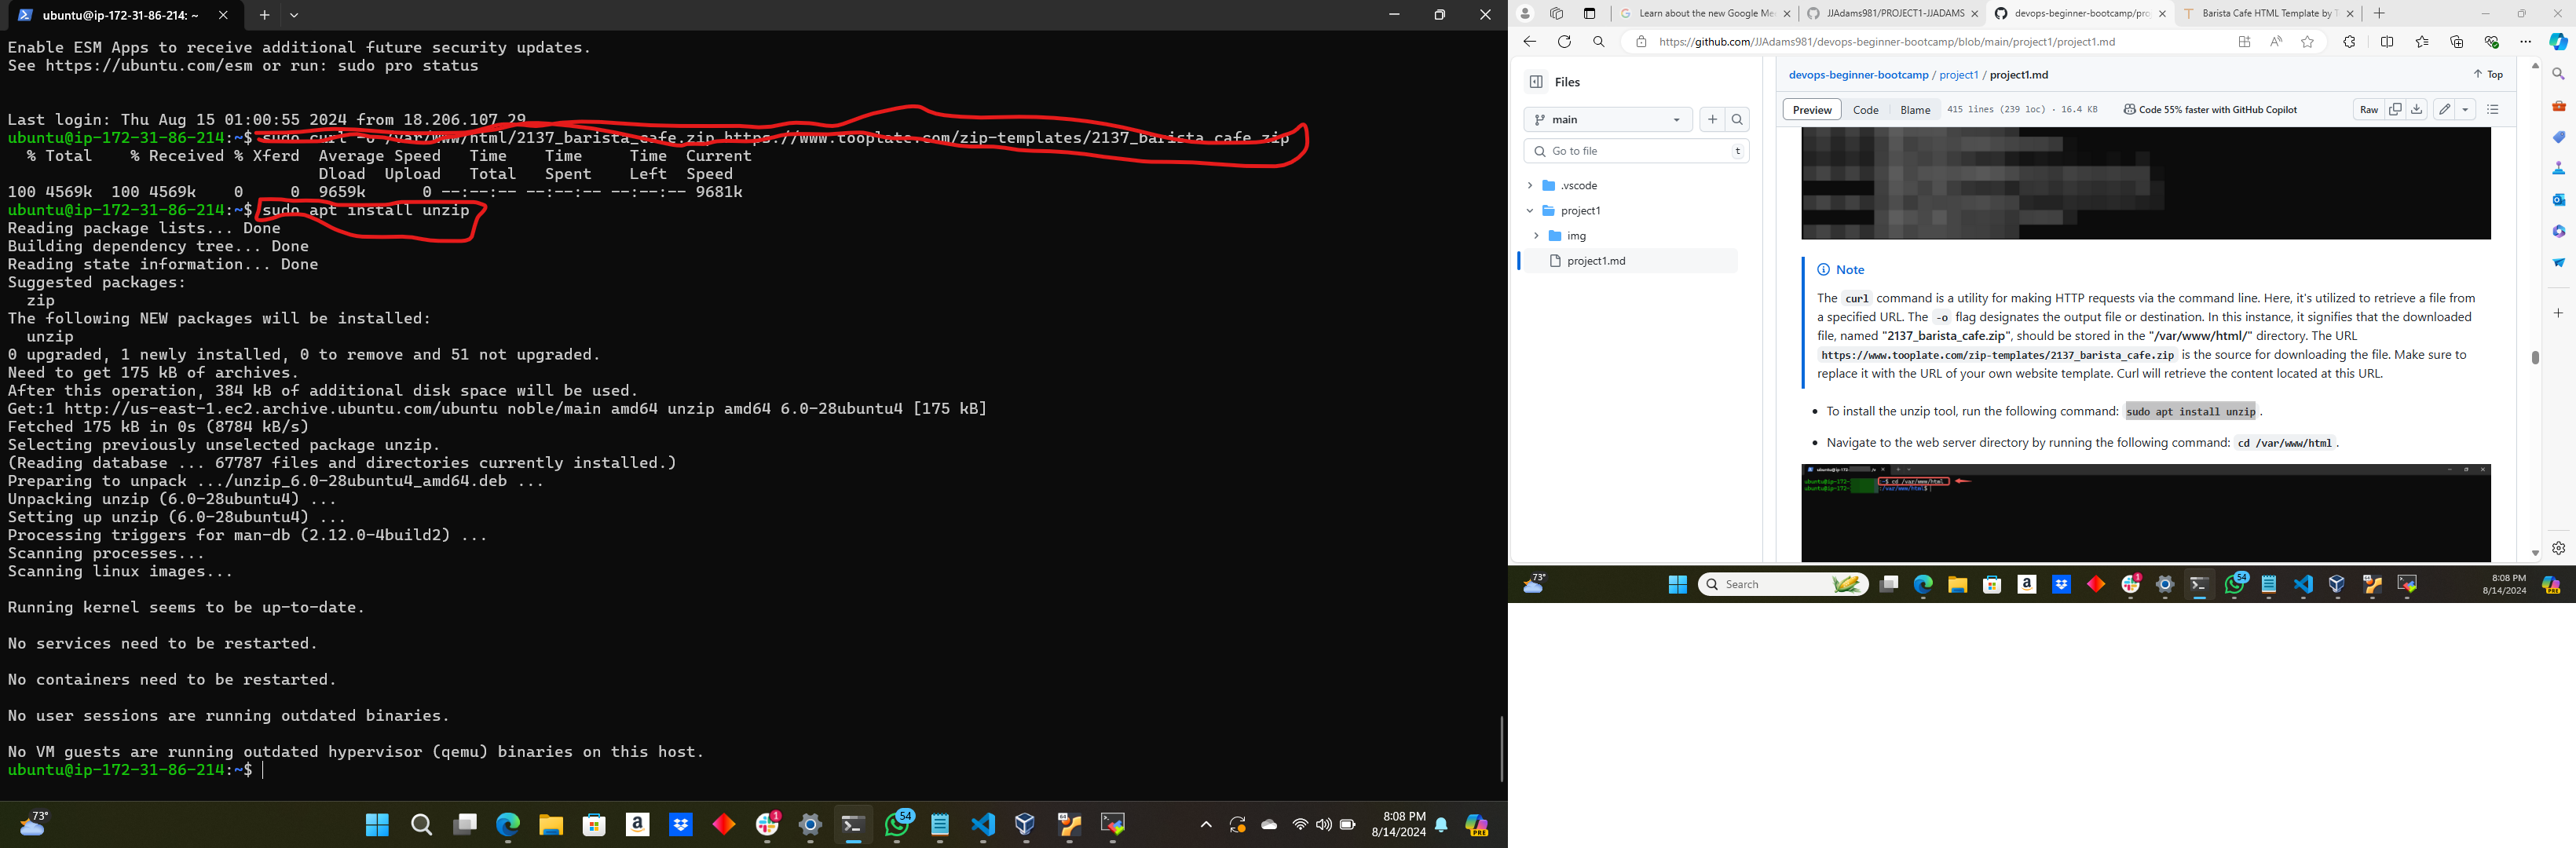 ubuntu@ip-172-31-86-214: ~
Enable ESM Apps to receive additional future security updates.
See https://ubuntu.com/esm or run: sudo pro status
Last login: Thu Aug 15 01:00:55 2024 from 18.206.107.29
ubuntu@ip-172-31-86-214:~$ sudo curl -o /var/www/html/2137_barista_cafe.zip https://www.tooplate.com/zip-templates/2137_barista_cafe.zip
% Total % Received % Xferd Average Speed Time Time Time Current
Dload Upload Total Spent Left Speed
100 4569k 100 4569k 0 0 9659k 0 --:--:-- --:--:-- --:--:-- 9681k
ubuntu@ip-172-31-86-214:~$ sudo apt install unzip
Reading package lists... Done
Building dependency tree... Done
Reading state information... Done
Suggested packages:
zip
The following NEW packages will be installed:
unzip
0 upgraded, 1 newly installed, 0 to remove and 51 not upgraded.
Need to get 175 kB of archives.
After this operation, 384 kB of additional disk space will be used.
Get:1 http://us-east-1.ec2.archive.ubuntu.com/ubuntu noble/main amd64 unzip amd64 6.0-28ubuntu4 [175 kB]
Fetched 175 kB in 0s (8784 kB/s)
Selecting previously unselected package unzip.
(Reading database ... 67787 files and directories currently installed.)
Preparing to unpack .../unzip_6.0-28ubuntu4_amd64.deb ...
Unpacking unzip (6.0-28ubuntu4) ...
Setting up unzip (6.0-28ubuntu4) ...
Processing triggers for man-db (2.12.0-4build2) ...
Scanning processes...
Scanning linux images...
Running kernel seems to be up-to-date.
No services need to be restarted.
No containers need to be restarted.
No user sessions are running outdated binaries.
No VM guests are running outdated hypervisor (qemu) binaries on this host.
ubuntu@ip-172-31-86-214:~$
73°
1
54
8:08 PM
8/14/2024
PRE
Learn about the new Google Me
JJAdams981/PROJECT1-JJADAMS
devops-beginner-bootcamp/proj
Barista Cafe HTML Template by T
https://github.com/JJAdams981/devops-beginner-bootcamp/blob/main/project1/project1.md
Files
main
Go to file
t
.vscode
project1
img
project1.md
devops-beginner-bootcamp / project1 / project1.md
Top
Preview Code Blame 415 lines (239 loc) · 16.4 KB Code 55% faster with GitHub Copilot
Raw
Note
The curl command is a utility for making HTTP requests via the command line. Here, it's utilized to retrieve a file from
a specified URL. The -o flag designates the output file or destination. In this instance, it signifies that the downloaded
file, named "2137_barista_cafe.zip", should be stored in the "/var/www/html/" directory. The URL
https://www.tooplate.com/zip-templates/2137_barista_cafe.zip is the source for downloading the file. Make sure to
replace it with the URL of your own website template. Curl will retrieve the content located at this URL.
• To install the unzip tool, run the following command: sudo apt install unzip.
• Navigate to the web server directory by running the following command: cd /var/www/html.
ubuntu@ip-172-
:~$ cd /var/www/html
ubuntu@ip-172-
:/var/www/html$
73°
Search
1
54
8:08 PM
8/14/2024
PRE